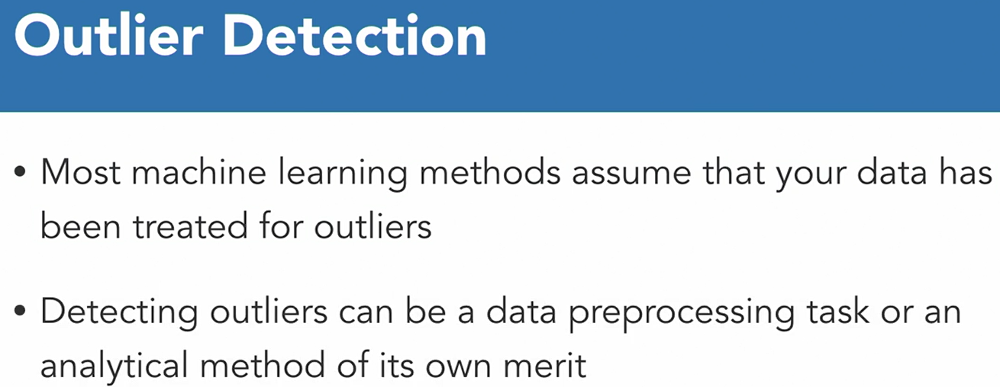 Outlier Detection
• Most machine learning methods assume that your data has
been treated for outliers
• Detecting outliers can be a data preprocessing task or an
analytical method of its own merit